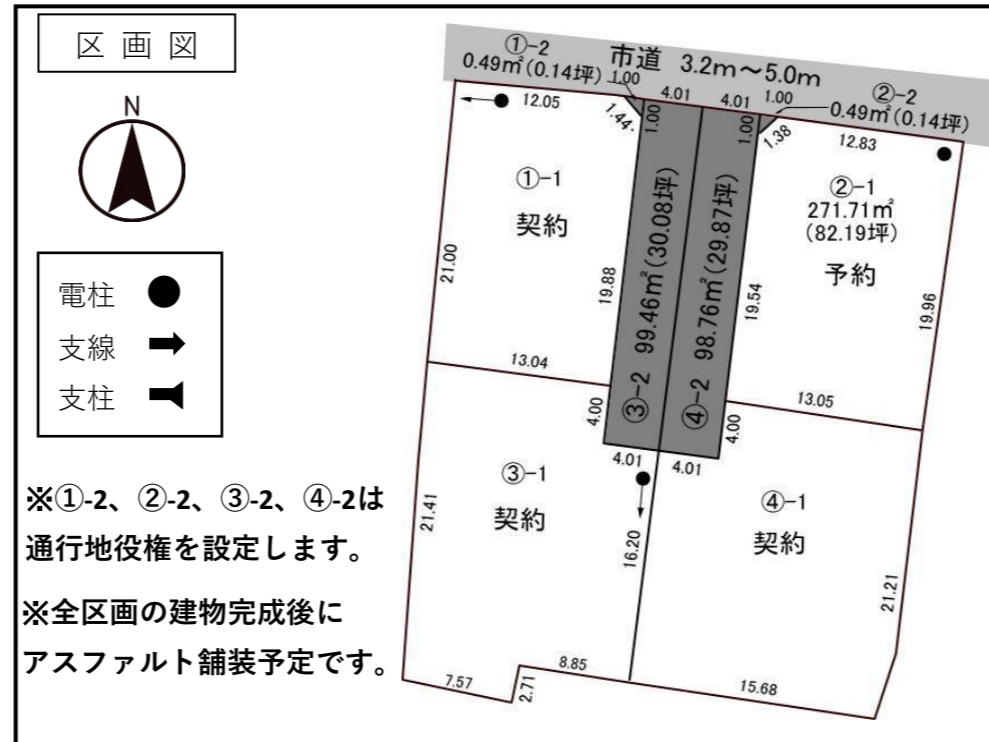 区画図
N
電柱
支線
支柱
※①-2、②-2、③-2、④-2は
通行地役権を設定します。
※全区画の建物完成後に
アスファルト舗装予定です。
市道 3.2m～5.0m
①-2
0.49㎡(0.14坪)
②-2
0.49㎡(0.14坪)
12.05
1.00
4.01
4.01
1.00
12.83
1.44
1.00
1.00
1.38
①-1
契約
21.00
19.88
13.04
③-2 99.46㎡(30.08坪)
④-2 98.76㎡(29.87坪)
②-1
271.71㎡
(82.19坪)
予約
19.54
19.96
13.05
4.00
4.01
4.01
4.00
③-1
契約
21.41
16.20
7.57
2.71
8.85
④-1
契約
21.21
15.68